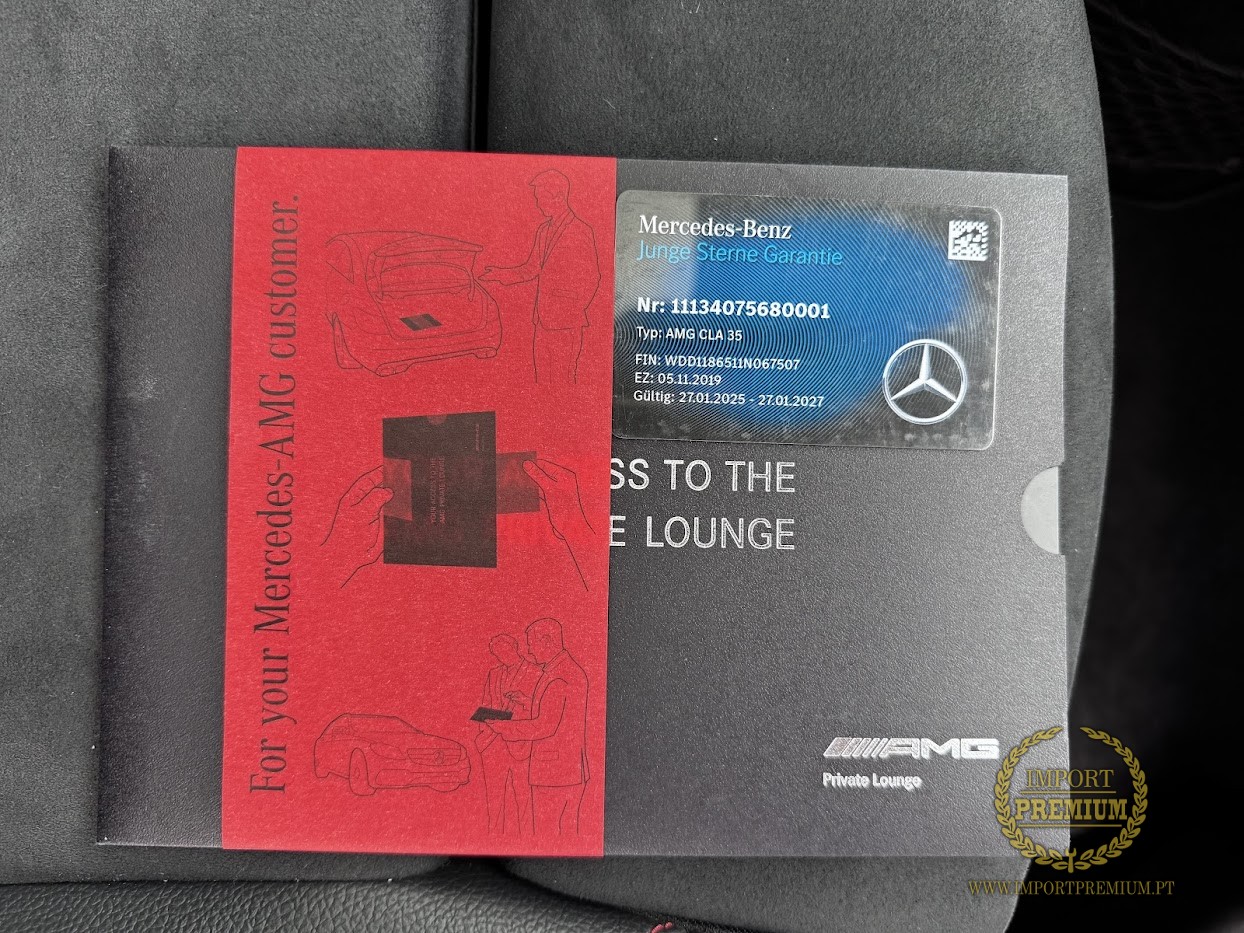 For your Mercedes-AMG customer.
Mercedes-Benz
Junge Sterne Garantie
Nr: 11134075680001
Typ: AMG CLA 35
FIN: WDD1186511N067507
EZ: 05.11.2019
Gültig: 27.01.2025 - 27.01.2027
SS TO THE
E LOUNGE
AMG
Private Lounge
IMPORT
PREMIUM
WWW.IMPORTPREMIUM.PT